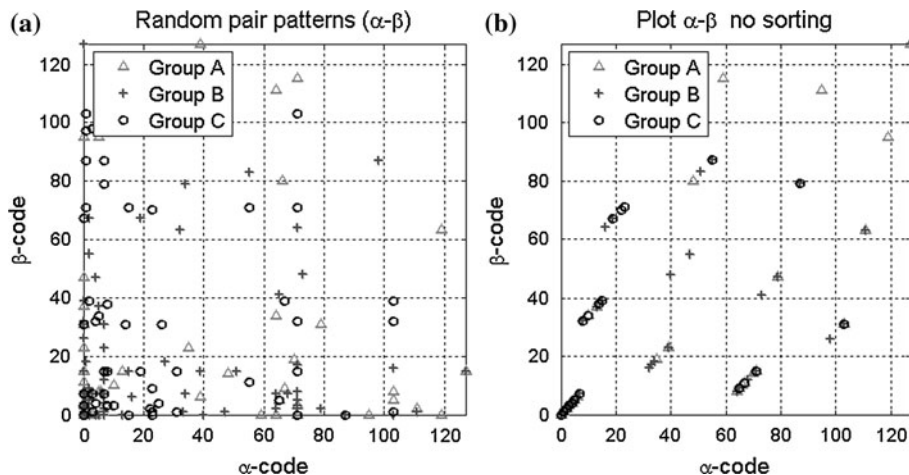 (a)
Random pair patterns (α-β)
120
100
80
60
40
20
0
β-code
Group A
Group B
Group C
0 20 40 60 80 100 120
α-code
(b)
Plot α-β no sorting
120
100
80
60
40
20
0
β-code
Group A
Group B
Group C
0 20 40 60 80 100 120
α-code